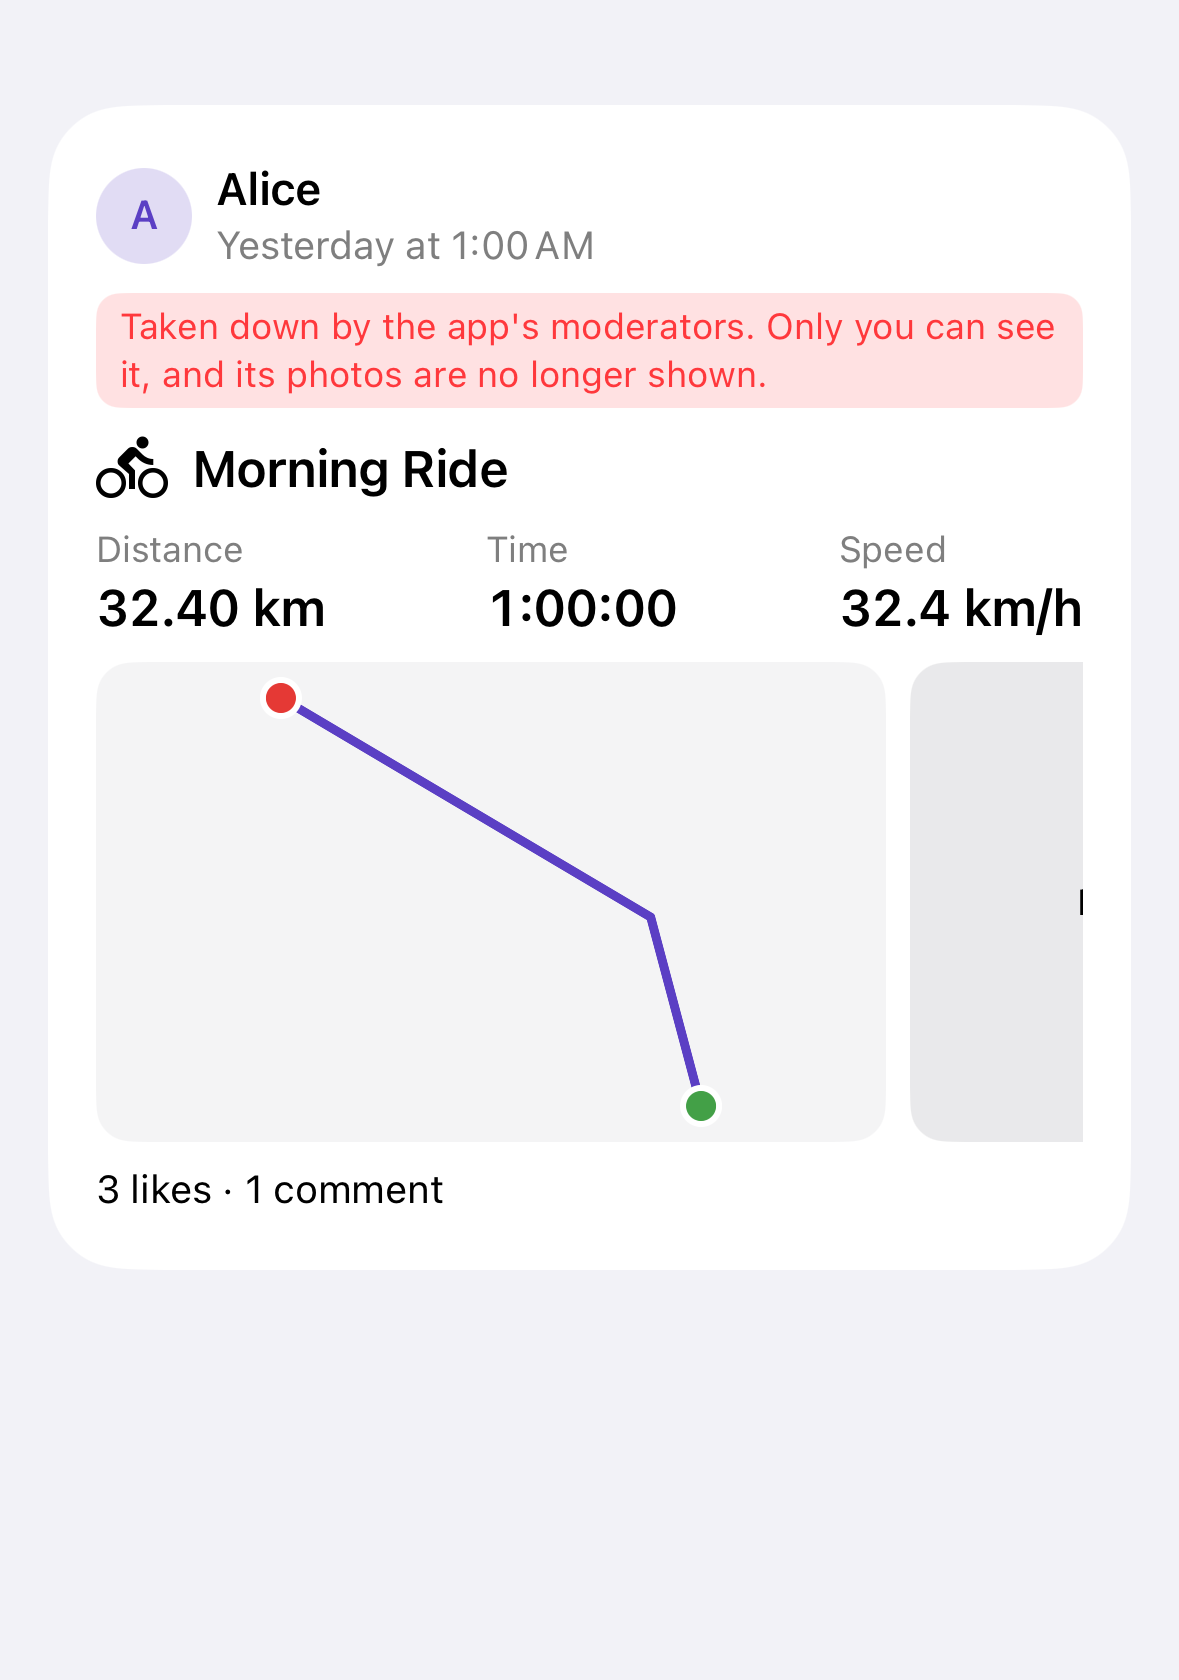 A
Alice
Yesterday at 1:00 AM
Taken down by the app's moderators. Only you can see
it, and its photos are no longer shown.
Morning Ride
Distance
Time
Speed
32.40 km
1:00:00
32.4 km/h
3 likes · 1 comment